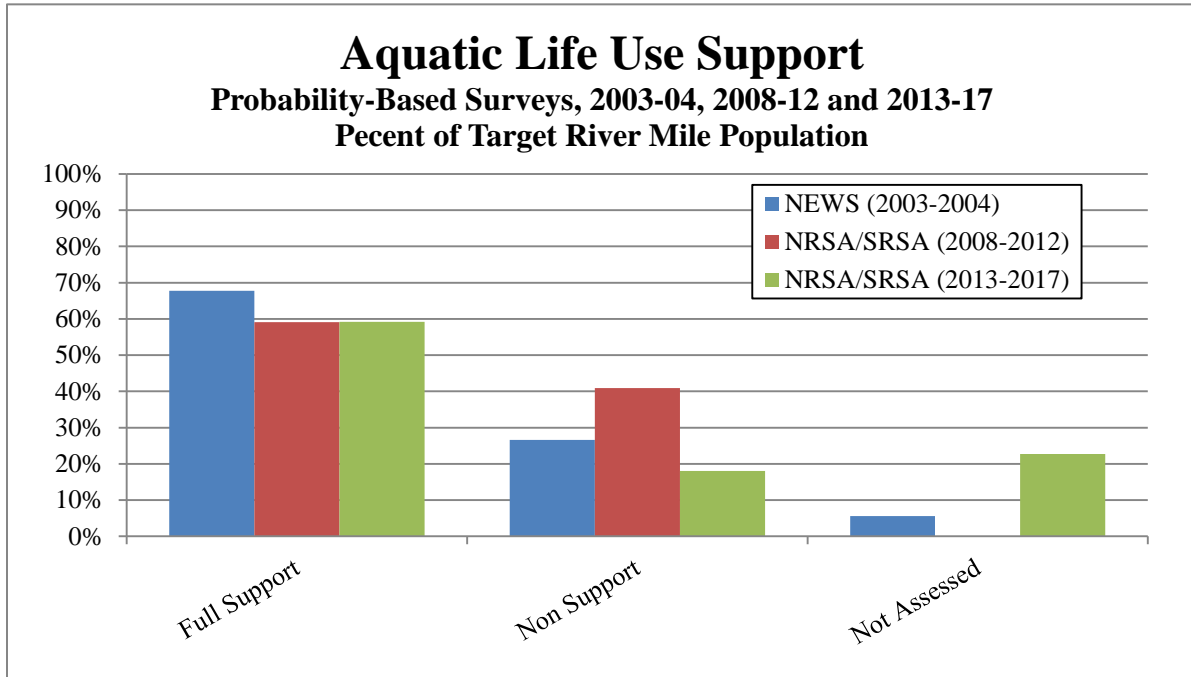 Aquatic Life Use Support
Probability-Based Surveys, 2003-04, 2008-12 and 2013-17
Pecent of Target River Mile Population
100%
90%
80%
70%
60%
50%
40%
30%
20%
10%
0%
NEWS (2003-2004)
NRSA/SRSA (2008-2012)
NRSA/SRSA (2013-2017)
Full Support
Non Support
Not Assessed